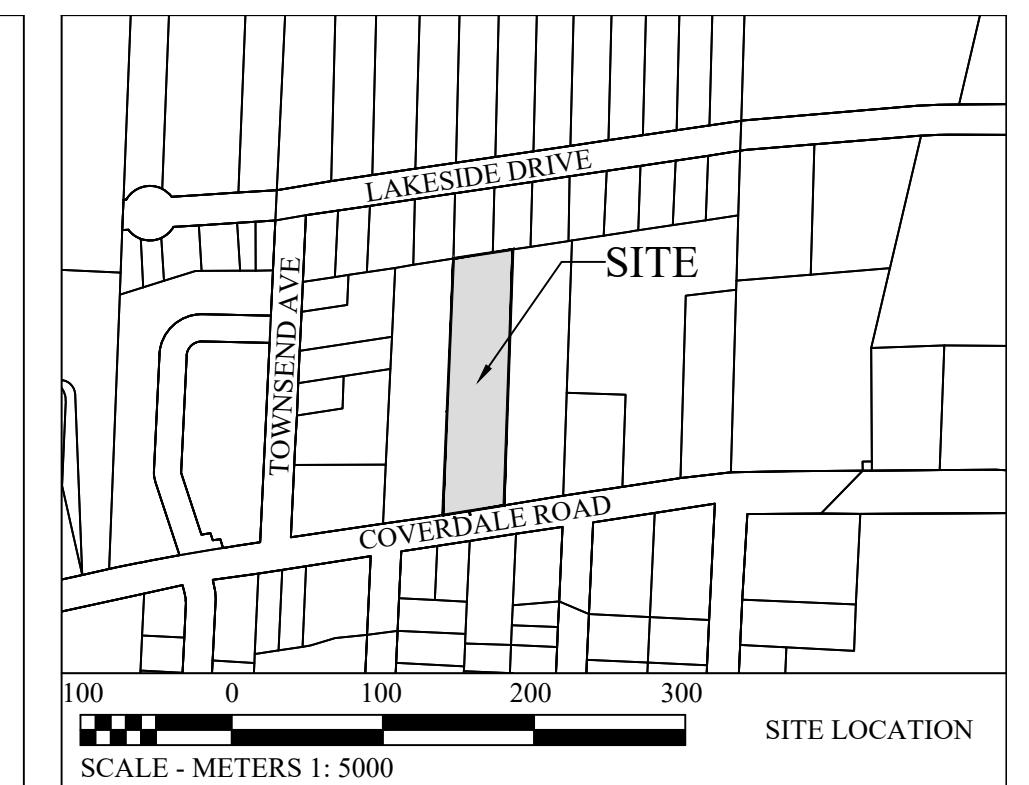 LAKESIDE DRIVE
SITE
TOWNSEND AVE
COVERDALE ROAD
100 0 100 200 300
SITE LOCATION
SCALE - METERS 1: 5000